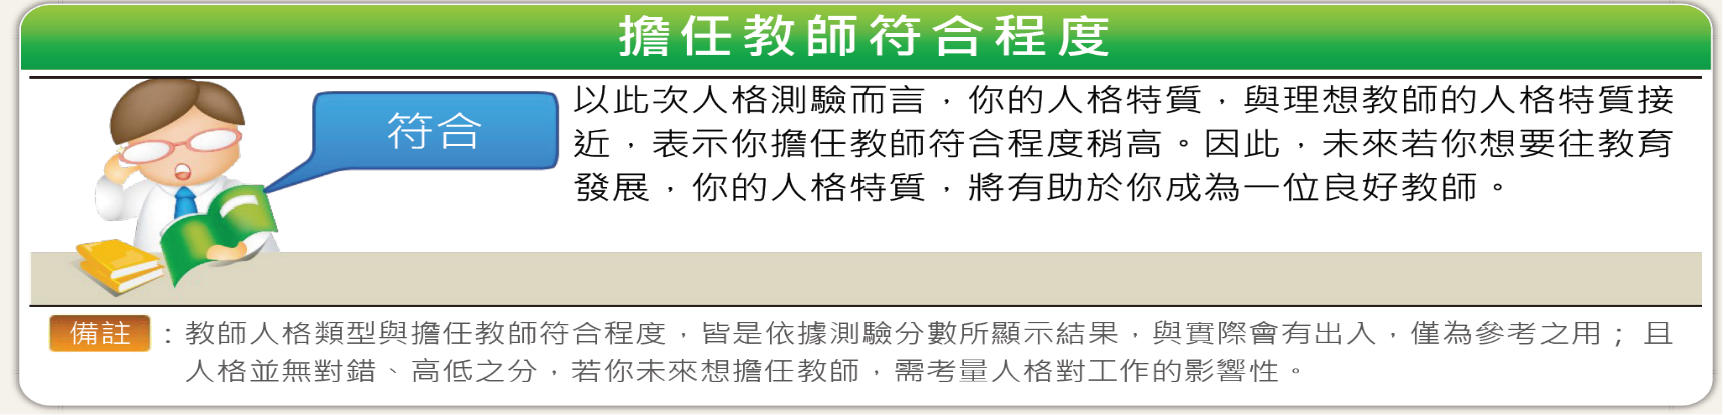 擔任教師符合程度
符合
以此次人格測驗而言，你的人格特質，與理想教師的人格特質接
近，表示你擔任教師符合程度稍高。因此，未來若你想要往教育
發展，你的人格特質，將有助於你成為一位良好教師。
備註：教師人格類型與擔任教師符合程度，皆是依據測驗分數所顯示結果，與實際會有出入，僅為參考之用；且
人格並無對錯、高低之分，若你未來想擔任教師，需考量人格對工作的影響性。